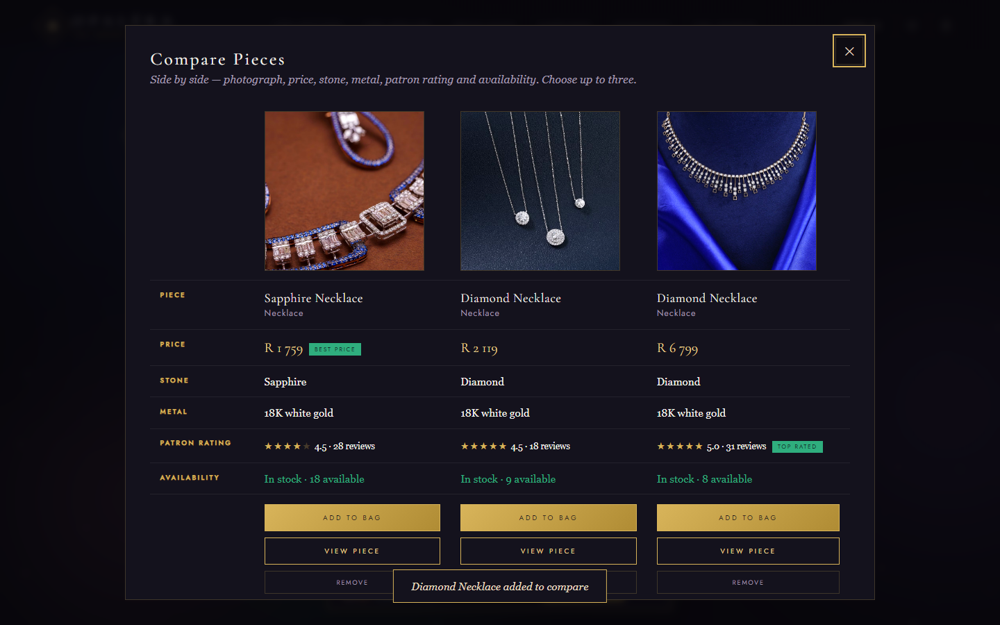 Compare Pieces
Side by side — photograph, price, stone, metal, patron rating and availability. Choose up to three.
PIECE
Sapphire Necklace
Necklace
Diamond Necklace
Necklace
Diamond Necklace
Necklace
PRICE
R 1 759 BEST PRICE
R 2 119
R 6 799
STONE
Sapphire
Diamond
Diamond
METAL
18K white gold
18K white gold
18K white gold
PATRON RATING
★★★★★ 4.5 · 28 reviews
★★★★★ 4.5 · 18 reviews
★★★★★ 5.0 · 31 reviews TOP RATED
AVAILABILITY
In stock · 18 available
In stock · 9 available
In stock · 8 available
ADD TO BAG
ADD TO BAG
ADD TO BAG
VIEW PIECE
VIEW PIECE
VIEW PIECE
REMOVE
REMOVE
Diamond Necklace added to compare